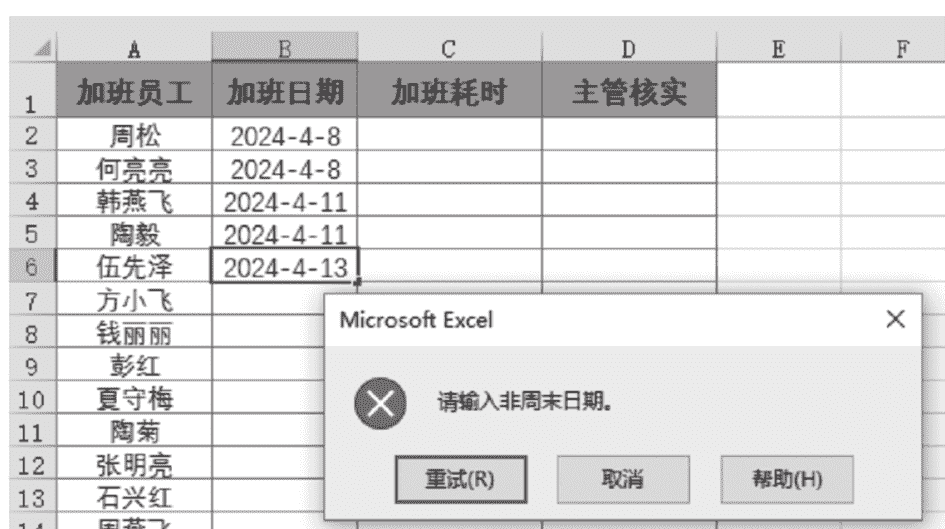 A B C D E F
1 加班员工 加班日期 加班耗时 主管核实
2 周松 2024-4-8
3 何亮亮 2024-4-8
4 韩燕飞 2024-4-11
5 陶毅 2024-4-11
6 伍先泽 2024-4-13
7 方小飞
8 钱丽丽
9 彭红
10 夏守梅
11 陶菊
12 张明亮
13 石兴红
14 周燕飞
Microsoft Excel
请输入非周末日期。
重试(R) 取消 帮助(H)